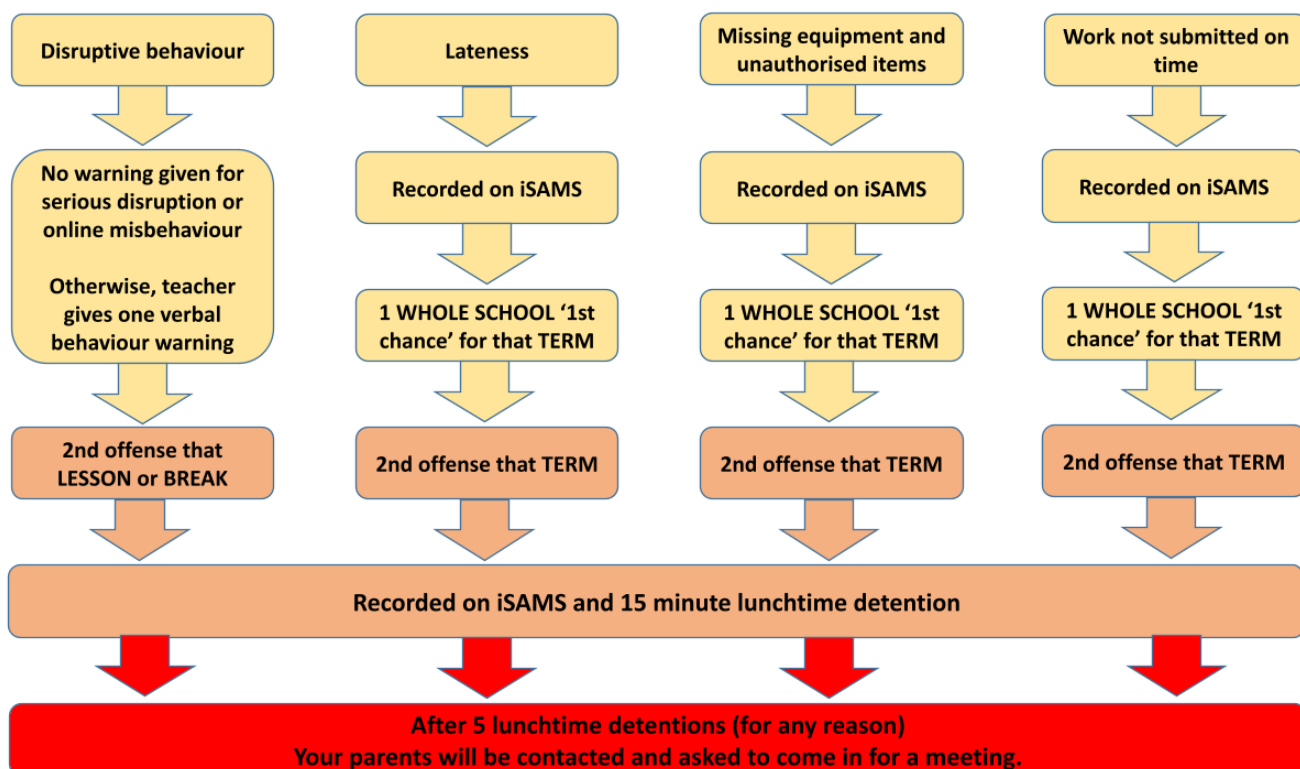 Disruptive behaviour
Lateness
Missing equipment and
unauthorised items
Work not submitted on
time
No warning given for
serious disruption or
online misbehaviour
Otherwise, teacher
gives one verbal
behaviour warning
Recorded on iSAMS
Recorded on iSAMS
Recorded on iSAMS
1 WHOLE SCHOOL ‘1st
chance’ for that TERM
1 WHOLE SCHOOL ‘1st
chance’ for that TERM
1 WHOLE SCHOOL ‘1st
chance’ for that TERM
2nd offense that
LESSON or BREAK
2nd offense that TERM
2nd offense that TERM
2nd offense that TERM
Recorded on iSAMS and 15 minute lunchtime detention
After 5 lunchtime detentions (for any reason)
Your parents will be contacted and asked to come in for a meeting.